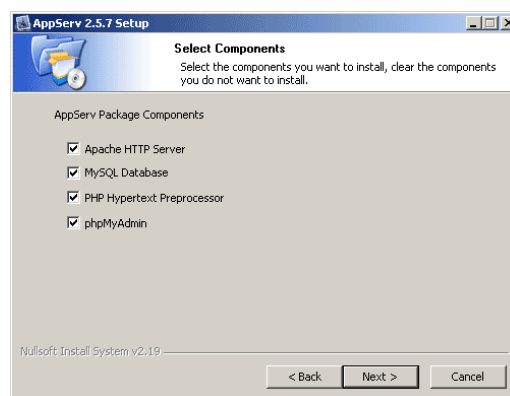 AppServ 2.5.7 Setup
Select Components
Select the components you want to install, clear the components
you do not want to install.
AppServ Package Components
Apache HTTP Server
MySQL Database
PHP Hypertext Preprocessor
phpMyAdmin
Nullsoft Install System v2.19
< Back Next > Cancel